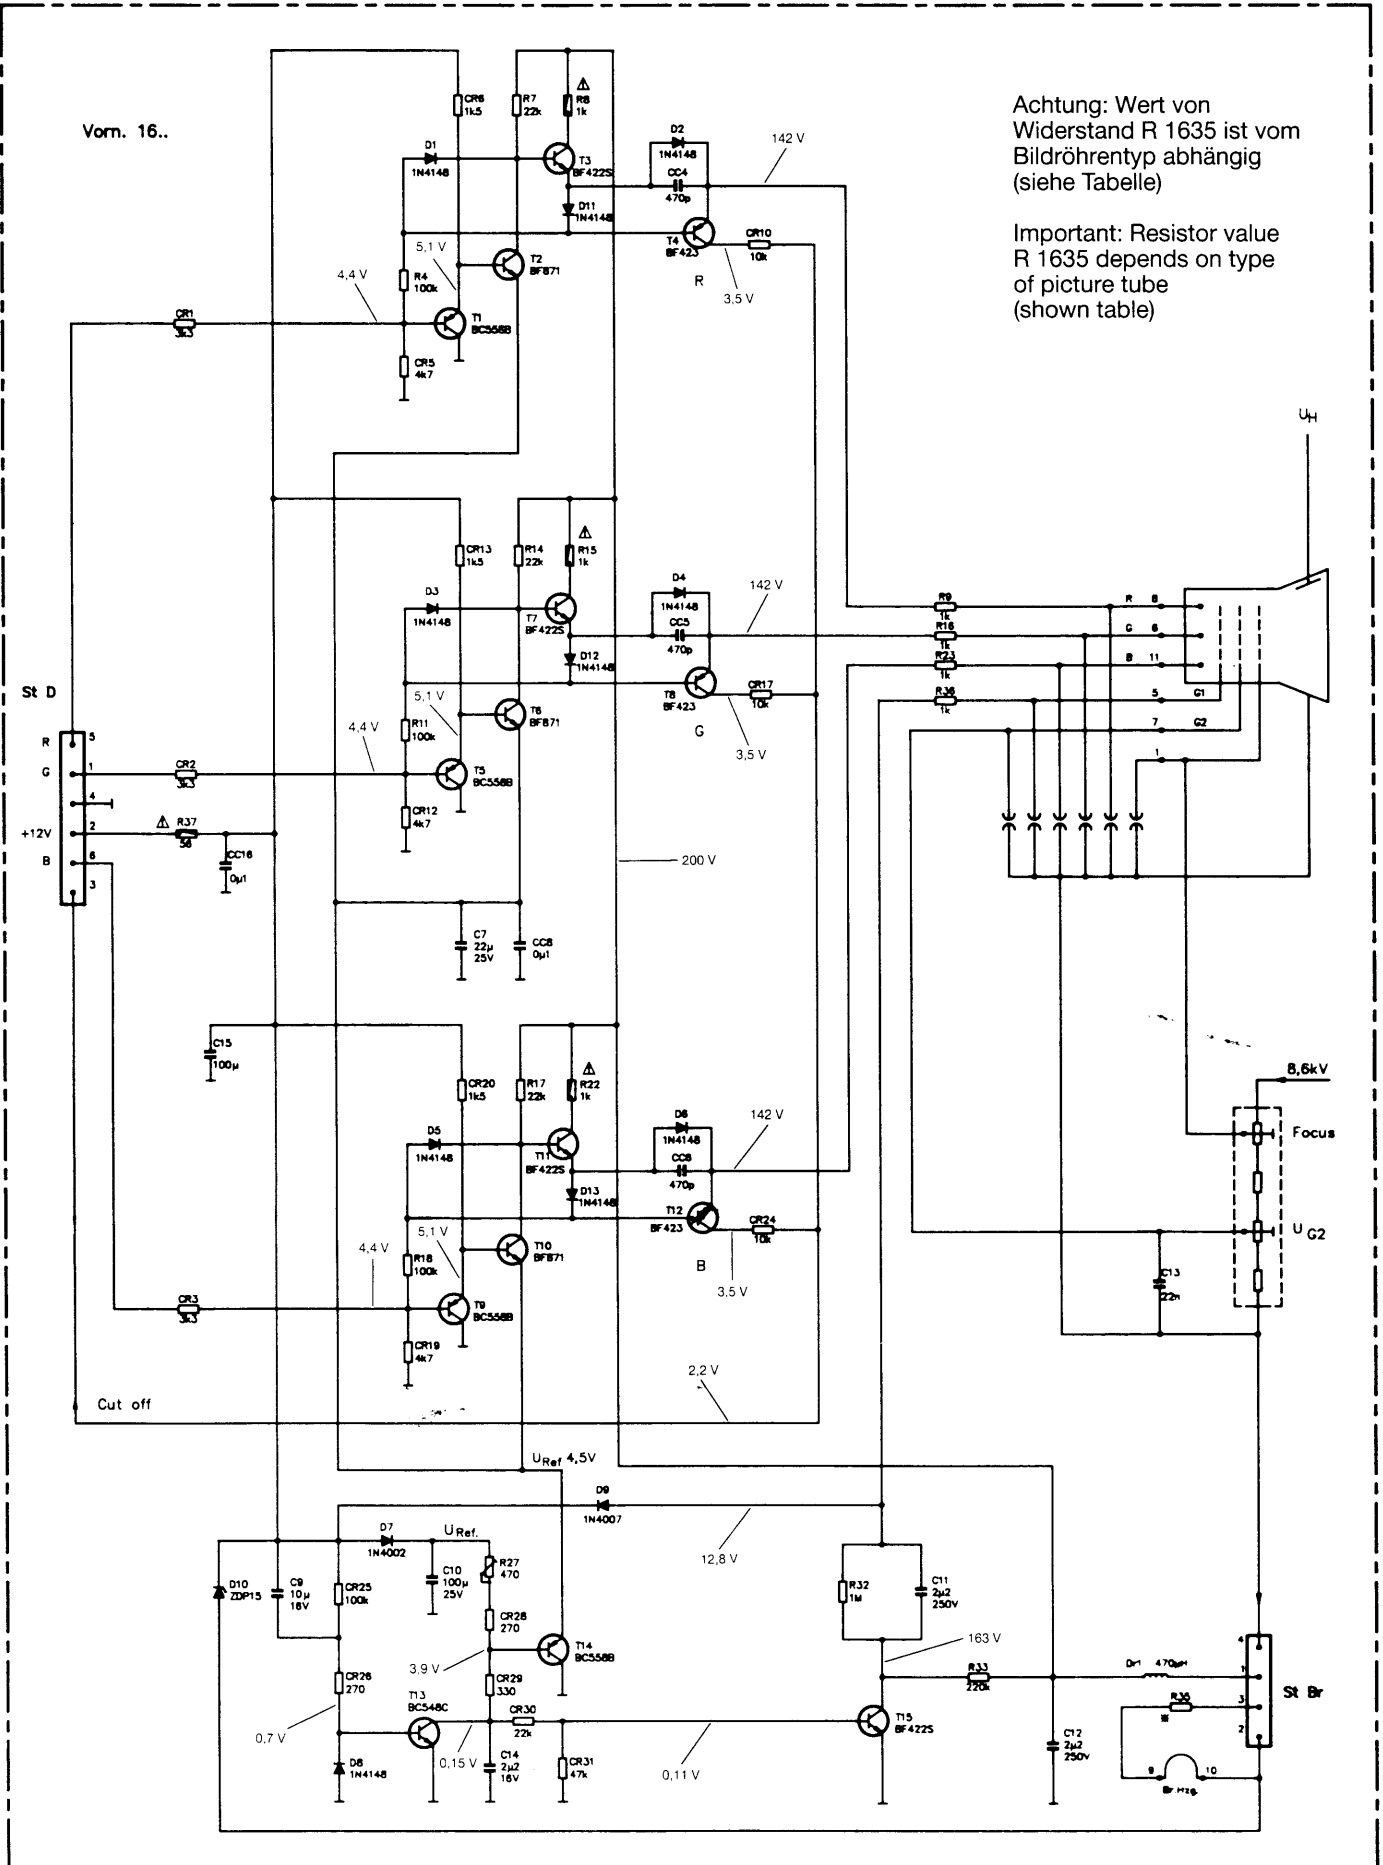 Vorn. 16..
Achtung: Wert von
Widerstand R 1635 ist vom
Bildröhrentyp abhängig
(siehe Tabelle)
Important: Resistor value
R 1635 depends on type
of picture tube
(shown table)
CR6
1k5
R7
22k
R8
1k
D1
1N4148
T3
BF422S
D2
1N4148
CC4
470p
142 V
D11
1N4148
T4
BF423
CR10
10k
R
3,5 V
5,1 V
T2
BF871
4,4 V
R4
100k
CR1
3k3
T1
BC558B
CR5
4k7
UH
CR13
1k5
R14
22k
R15
1k
D3
1N4148
T7
BF422S
D4
1N4148
CC5
470p
142 V
D12
1N4148
T8
BF423
CR17
10k
G
3,5 V
5,1 V
T6
BF871
4,4 V
R11
100k
CR2
3k3
T5
BC558B
CR12
4k7
R9
1k
R16
1k
R23
1k
R36
1k
R 8
G 6
B 11
5 G1
7 G2
1
St D
R 5
G 1
4
+12V 2
B 6
3
R37
56
CC16
0µ1
200 V
C7
22µ
25V
CC8
0µ1
C15
100µ
CR20
1k5
R17
22k
R22
1k
D5
1N4148
T11
BF422S
D6
1N4148
CC6
470p
142 V
D13
1N4148
T12
BF423
CR24
10k
B
3,5 V
5,1 V
T10
BF871
4,4 V
R18
100k
CR3
3k3
T9
BC558B
CR19
4k7
8,6kV
Focus
UG2
C13
22n
2,2 V
Cut off
URef 4,5V
D9
1N4007
12,8 V
D7
1N4002
URef.
D10
ZDP15
C9
10µ
16V
CR25
100k
C10
100µ
25V
R27
470
CR28
270
R32
1M
C11
2µ2
250V
T14
BC558B
3,9 V
163 V
CR26
270
CR29
330
R33
220k
Dr1 470µH
T13
BC548C
CR30
22k
T15
BF422S
0,7 V
0,15 V
0,11 V
D8
1N4148
C14
2µ2
16V
CR31
47k
C12
2µ2
250V
R35
※
4
1
3
2
St Br
9
10
Br.Hzg.